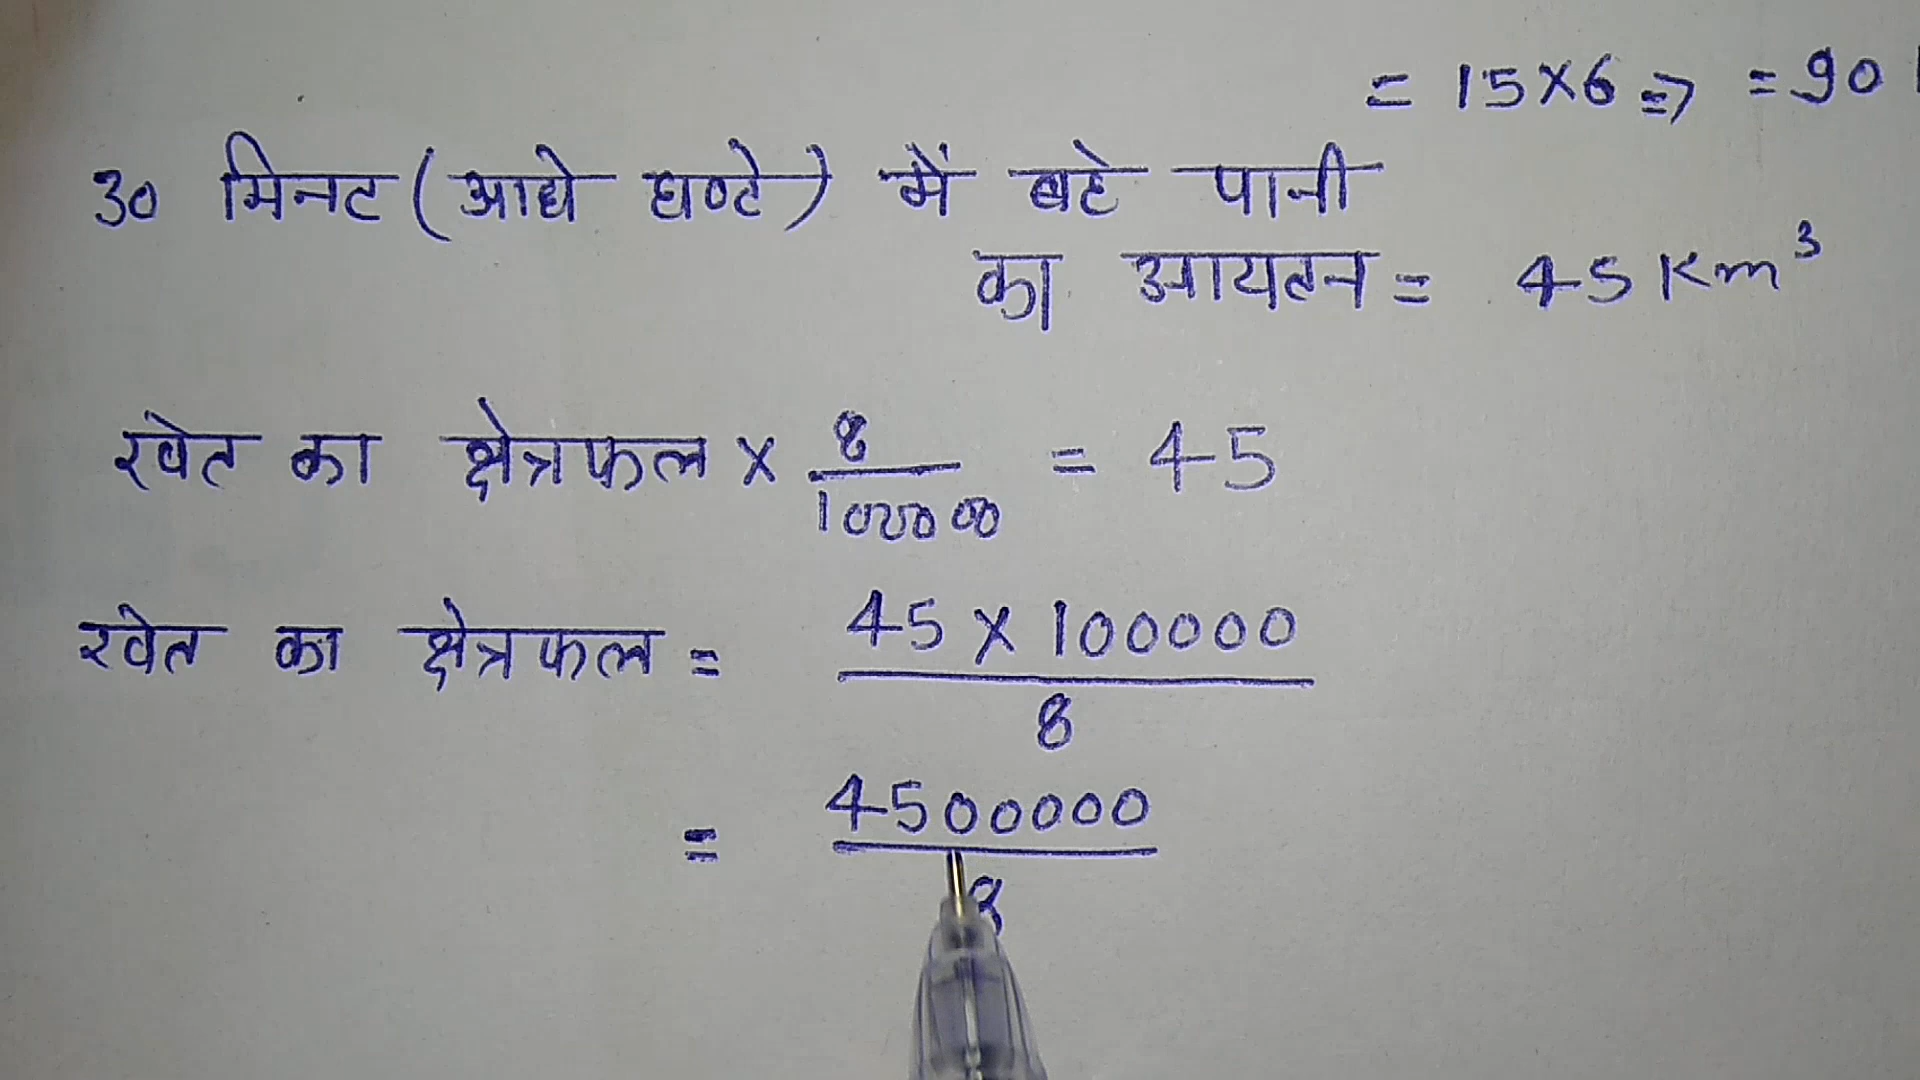 = 15×6 => = 90
30 मिनट (आधे घण्टे) में बटे पानी
का आयतन = 45 Km³
खेत का क्षेत्रफल × 8/100000 = 45
खेत का क्षेत्रफल = 45 × 100000/8
= 4500000/8